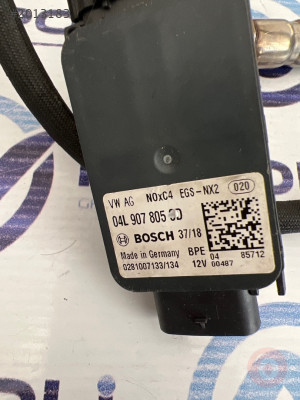 2013183
VW AG NOxC4 EGS-NX2 020
04L 907 805
BOSCH 37/18
Made in Germany BPE 04 85712
0281007133/134 12V 00487